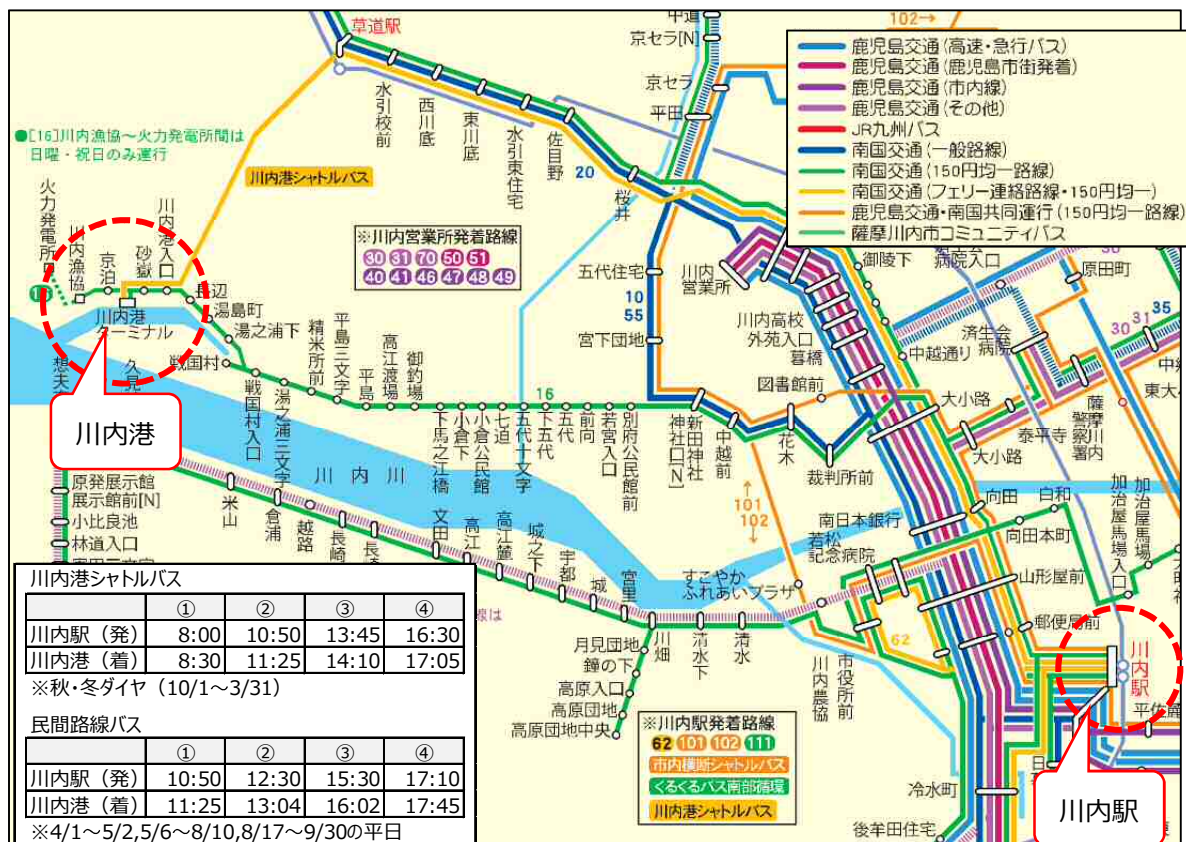 102→
鹿児島交通(高速・急行バス)
鹿児島交通(鹿児島市街発着)
鹿児島交通(市内線)
鹿児島交通(その他)
JR九州バス
南国交通(一般路線)
南国交通(150円均一路線)
南国交通(フェリー連絡路線・150円均一)
鹿児島交通・南国共同運行(150円均一路線)
薩摩川内市コミュニティバス
草道駅
水引校前
西川底
東川底
水引東住宅
佐目野
20
桜井
中道
京セラ[N]
京セラ
平田
●[16]川内漁協～火力発電所間は
日曜・祝日のみ運行
川内港シャトルバス
※川内営業所発着路線
30 31 70 50 51
40 41 46 47 48 49
川内漁協
京泊
砂嶽
川内港入口
長辺
湯島町
湯之浦下
川内港
ターミナル
戦国村
戦国村入口
湯之浦三文字
精米所前
平島三文字
平島
高江渡場
御釣場
16
下馬之江橋
小倉下
小倉公民館
七迫
五代十文字
下五代
五代
前向
若宮入口
別府公民館前
新田神社
神社口[N]
中越前
花木
裁判所前
五代住宅
10
55
宮下団地
川内
営業所
川内高校
外苑入口
暮橋
図書館前
御陵下
病院入口
中越通り
済生会
病院
原田町
30
31
35
大小路
大小路
泰平寺
薩摩川内
警察署
川内港
川内川
原発展示館
展示館前[N]
小比良池
林道入口
米山
倉浦
越路
長崎
文田
高江
高江麓
城之下
宇都
城
宮里
川畑
清水下
清水
月見団地
鐘の下
高原入口
高原団地
高原団地中央
↑
101
102
↓
すこやか
ふれあいプラザ
南日本銀行
若松
記念病院
向田
白和
向田本町
加治屋馬場入口
加治屋馬場
山形屋前
郵便局前
62
川内農協
市役所前
川内駅
川内駅
冷水町
後牟田住宅
※川内駅発着路線
62 101 102 111
市内横断シャトルバス
くるくるバス南部循環
川内港シャトルバス
川内港シャトルバス
① ② ③ ④
川内駅（発） 8:00 10:50 13:45 16:30
川内港（着） 8:30 11:25 14:10 17:05
※秋・冬ダイヤ（10/1～3/31）
民間路線バス
① ② ③ ④
川内駅（発） 10:50 12:30 15:30 17:10
川内港（着） 11:25 13:04 16:02 17:45
※4/1～5/2,5/6～8/10,8/17～9/30の平日